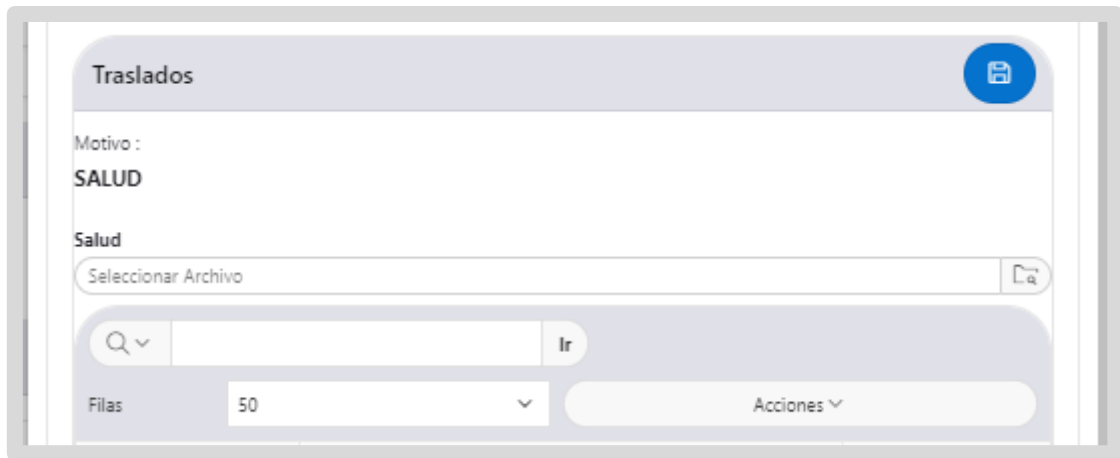 Traslados
Motivo :
SALUD
Salud
Seleccionar Archivo
Ir
Filas 50 Acciones